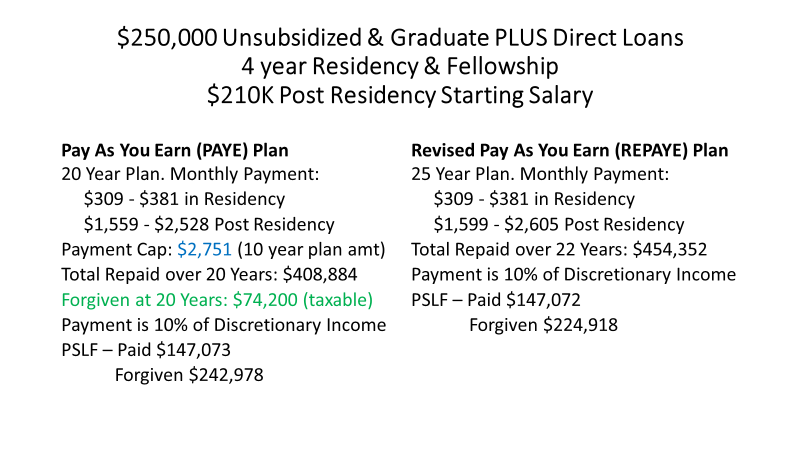 $250,000 Unsubsidized & Graduate PLUS Direct Loans
4 year Residency & Fellowship
$210K Post Residency Starting Salary
Pay As You Earn (PAYE) Plan
20 Year Plan. Monthly Payment:
$309 - $381 in Residency
$1,559 - $2,528 Post Residency
Payment Cap: $2,751 (10 year plan amt)
Total Repaid over 20 Years: $408,884
Forgiven at 20 Years: $74,200 (taxable)
Payment is 10% of Discretionary Income
PSLF – Paid $147,073
Forgiven $242,978
Revised Pay As You Earn (REPAYE) Plan
25 Year Plan. Monthly Payment:
$309 - $381 in Residency
$1,599 - $2,605 Post Residency
Total Repaid over 22 Years: $454,352
Payment is 10% of Discretionary Income
PSLF – Paid $147,072
Forgiven $224,918